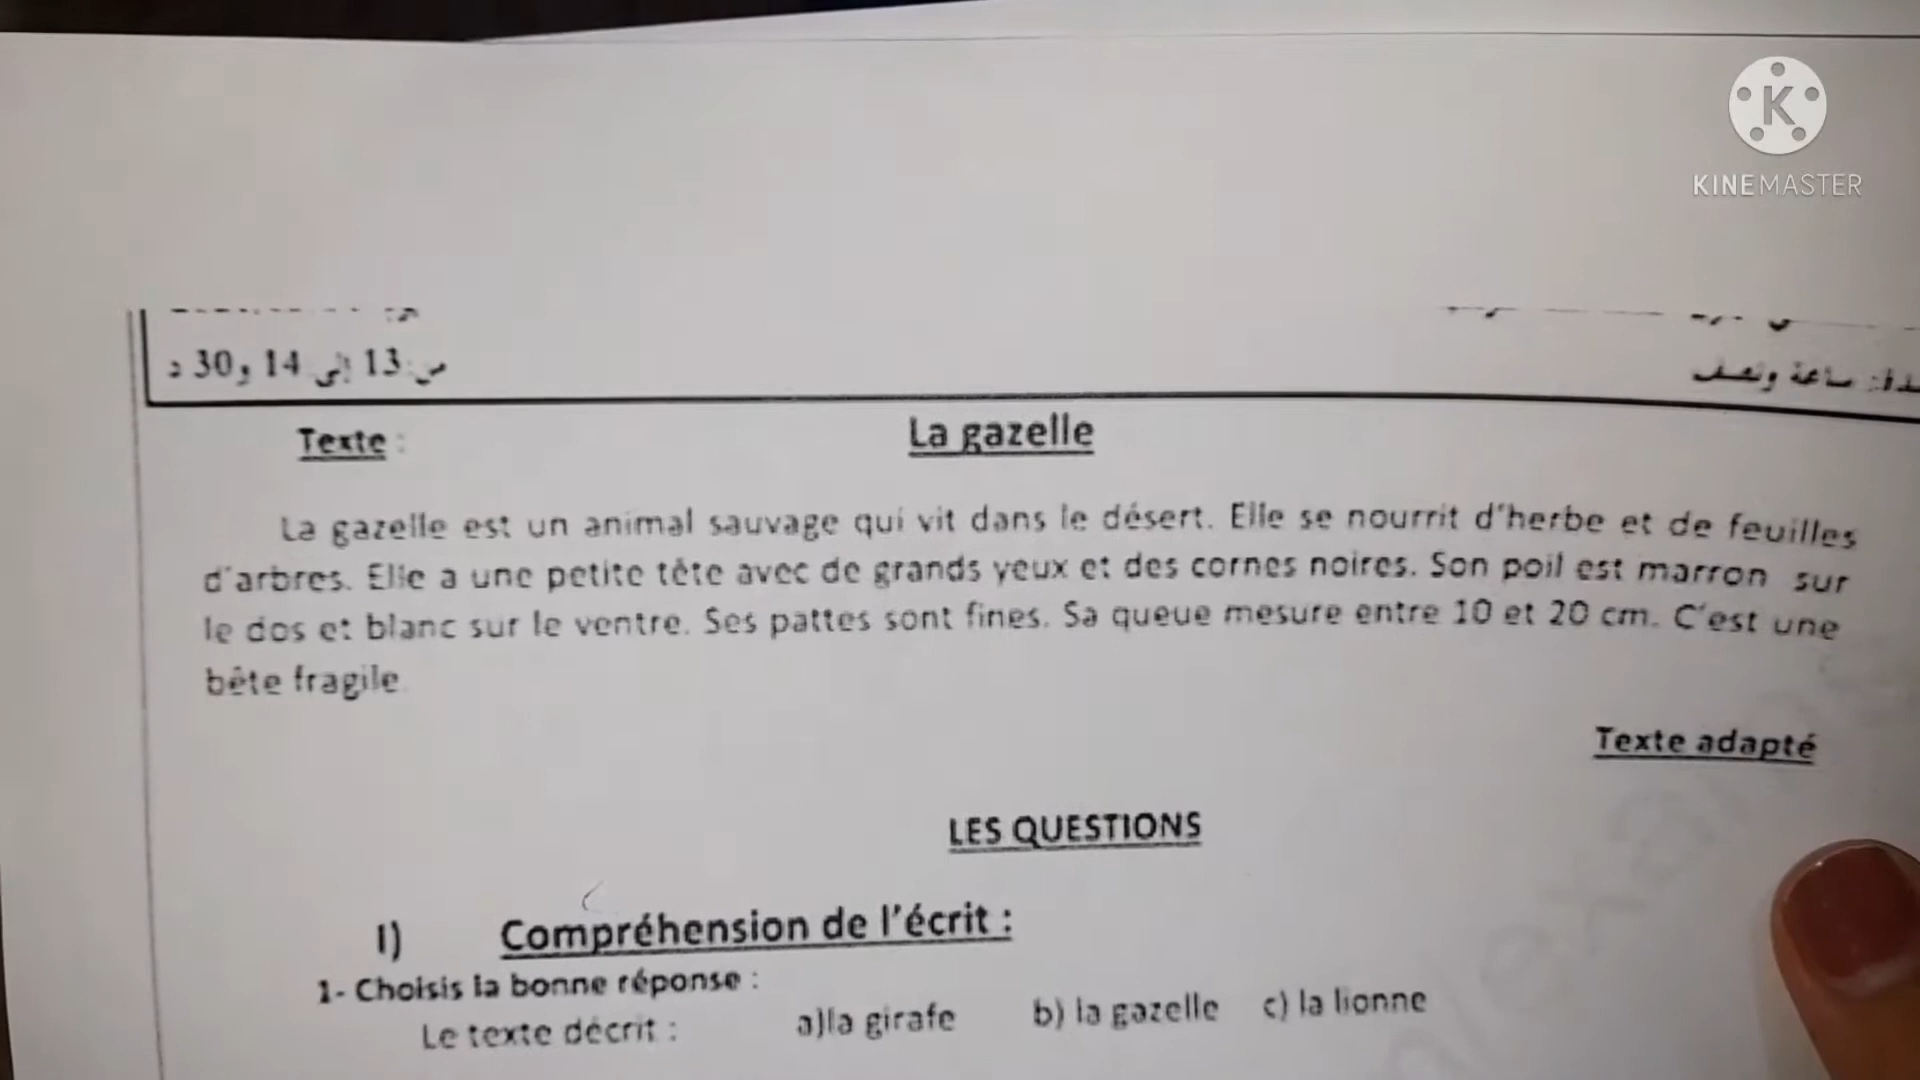 KINEMASTER
ساعة ونصف
13 إلى 14 و30 د
Texte :
La gazelle
La gazelle est un animal sauvage qui vit dans le désert. Elle se nourrit d'herbe et de feuilles
d'arbres. Elle a une petite tête avec de grands yeux et des cornes noires. Son poil est marron sur
le dos et blanc sur le ventre. Ses pattes sont fines. Sa queue mesure entre 10 et 20 cm. C'est une
bête fragile
Texte adapté
LES QUESTIONS
I) Compréhension de l'écrit :
1- Choisis la bonne réponse :
Le texte décrit : a)la girafe b) la gazelle c) la lionne